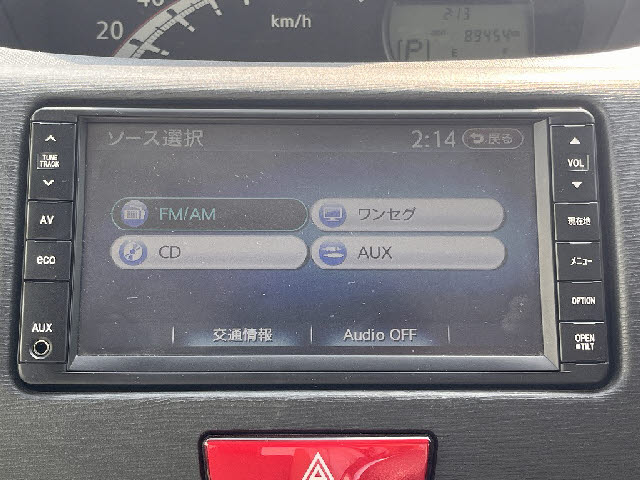 20
40
km/h
2:13
83454
P
E F
TUNE
TRACK
AV
eco
AUX
ソース選択
2:14
戻る
FM/AM
ワンセグ
CD
AUX
交通情報
Audio OFF
VOL
現在地
メニュー
OPTION
OPEN
TILT